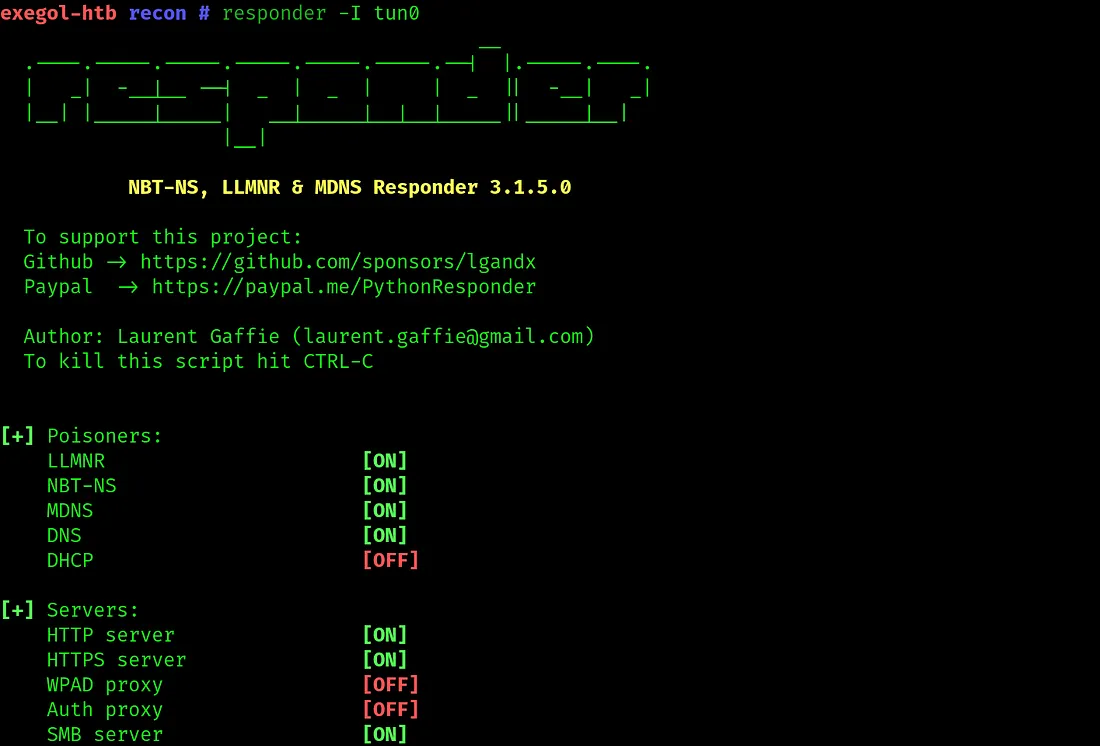 exegol-htb recon # responder -I tun0
NBT-NS, LLMNR & MDNS Responder 3.1.5.0
To support this project:
Github -> https://github.com/sponsors/lgandx
Paypal  -> https://paypal.me/PythonResponder
Author: Laurent Gaffie (laurent.gaffie@gmail.com)
To kill this script hit CTRL-C
[+] Poisoners:
LLMNR [ON]
NBT-NS [ON]
MDNS [ON]
DNS [ON]
DHCP [OFF]
[+] Servers:
HTTP server [ON]
HTTPS server [ON]
WPAD proxy [OFF]
Auth proxy [OFF]
SMB server [ON]